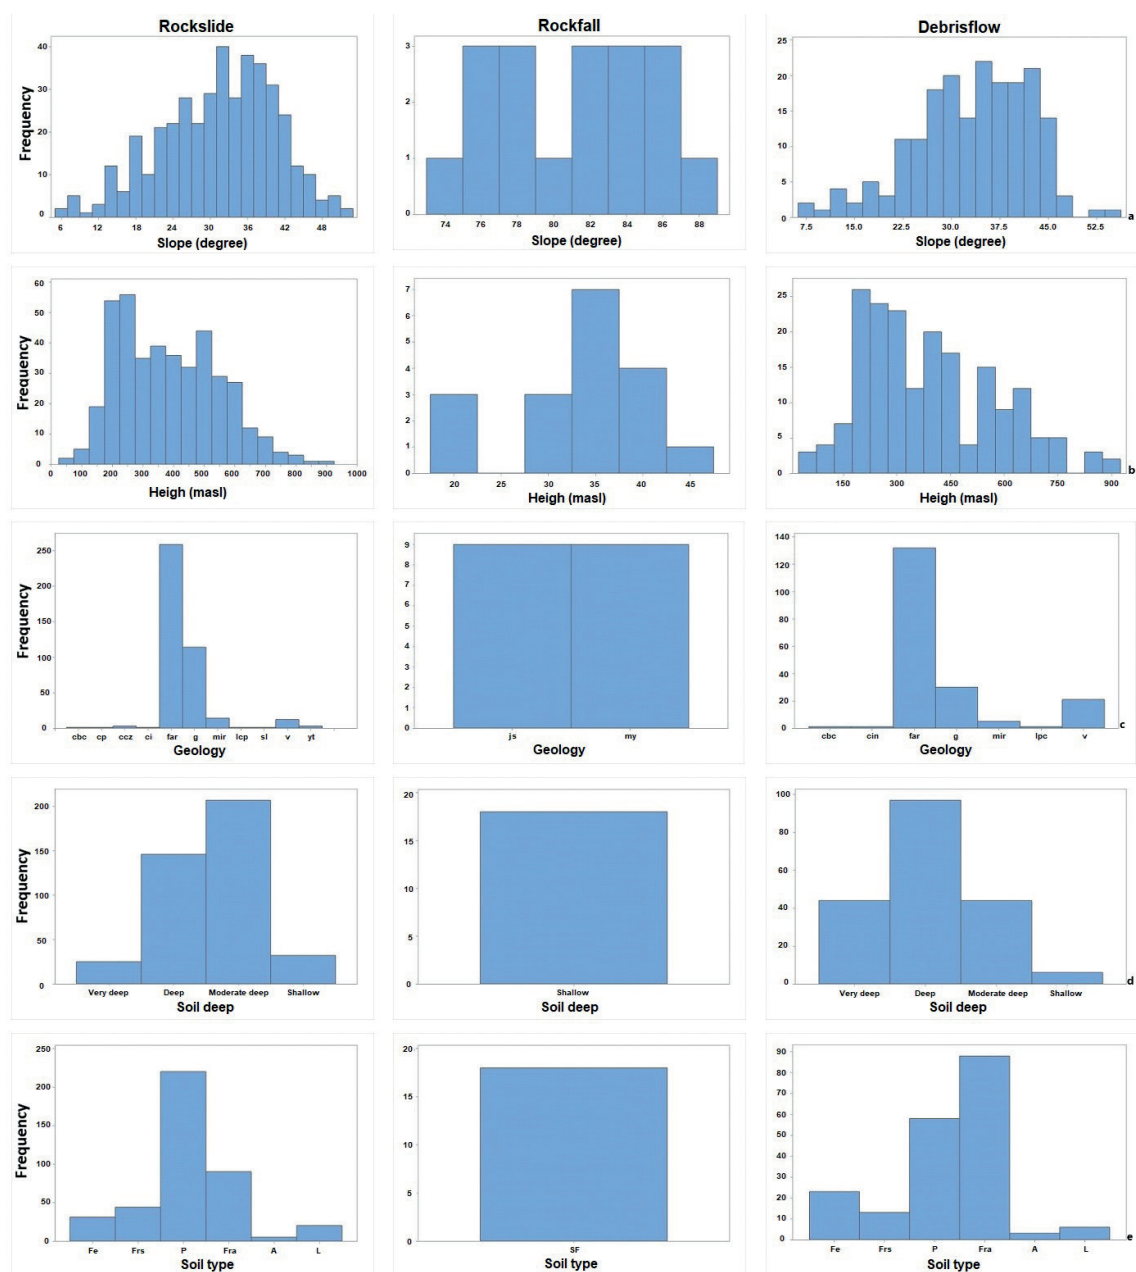 Rockslide Rockfall Debrisflow
Frequency
40
30
20
10
0
6 12 18 24 30 36 42 48
Slope (degree)
3
2
1
1
0
74 76 78 80 82 84 86 88
Slope (degree)
25
20
15
10
5
0
7.5 15.0 22.5 30.0 37.5 45.0 52.5
Slope (degree)
a
Frequency
60
50
40
30
20
10
0
100 200 300 400 500 600 700 800 900 1000
Heigh (masl)
7
6
5
4
3
2
1
0
20 25 30 35 40 45
Heigh (masl)
25
20
15
10
5
0
150 300 450 600 750 900
Heigh (masl)
b
Frequency
250
200
150
100
50
0
cbc cp ccz ci far g mir lcp sl v yt
Geology
9
8
7
6
5
4
3
2
1
0
js my
Geology
140
120
100
80
60
40
20
0
cbc cin far g mir lpc v
Geology
c
Frequency
200
150
100
50
0
Very deep Deep Moderate deep Shallow
Soil deep
20
15
10
5
0
Shallow
Soil deep
100
80
60
40
20
0
Very deep Deep Moderate deep Shallow
Soil deep
d
Frequency
250
200
150
100
50
0
Fe Frs P Fra A L
Soil type
20
15
10
5
0
SF
Soil type
90
80
70
60
50
40
30
20
10
0
Fe Frs P Fra A L
Soil type
e